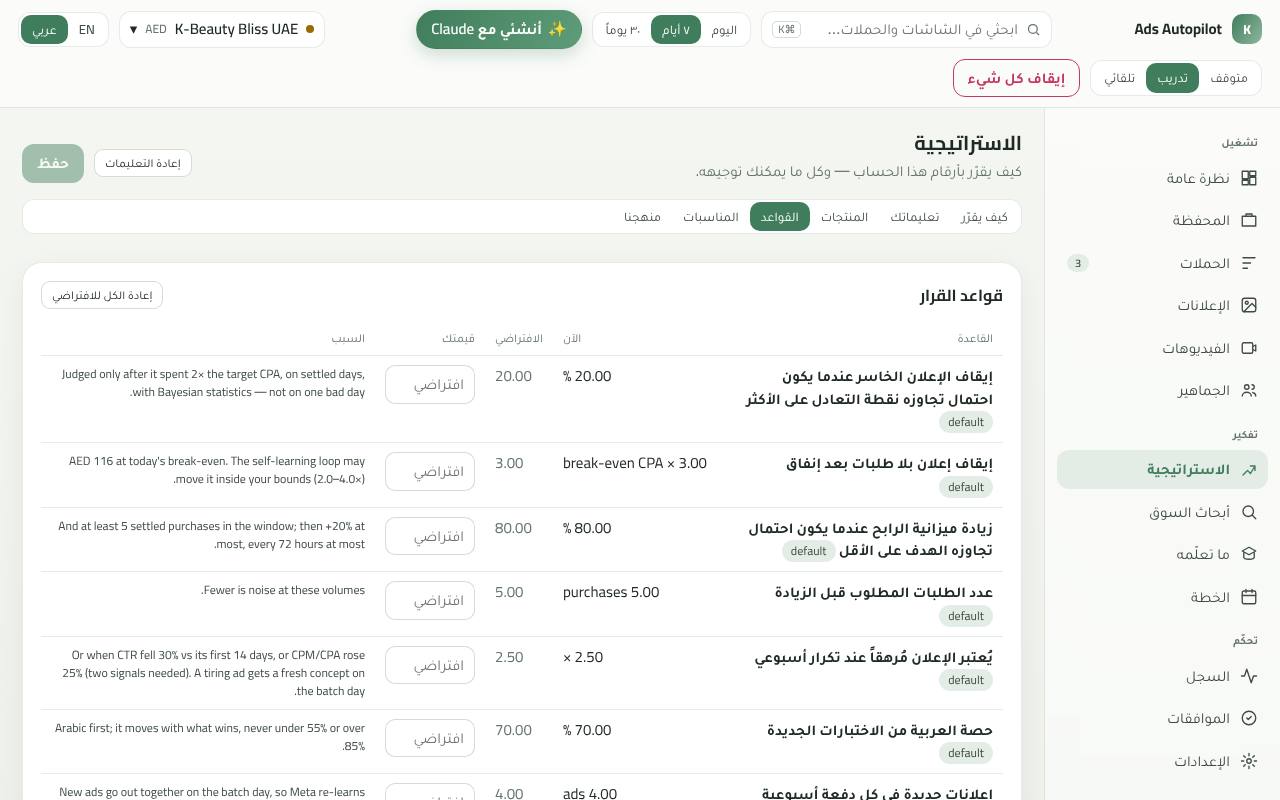 K
Ads Autopilot
ابحثي في الشاشات والحملات... ⌘K
اليوم ٧ أيام ٣٠ يوماً
✨ أنشئي مع Claude
K-Beauty Bliss UAE AED ▾
EN عربي
متوقف تدريب تلقائي
إيقاف كل شيء
تشغيل
نظرة عامة
المحفظة
الحملات 3
الإعلانات
الفيديوهات
الجماهير
تفكير
الاستراتيجية
أبحاث السوق
ما تعلّمه
الخطة
تحكّم
السجل
الموافقات
الإعدادات
الاستراتيجية
كيف يقرّر بأرقام هذا الحساب — وكل ما يمكنك توجيهه.
إعادة التعليمات حفظ
كيف يقرّر تعليماتك المنتجات القواعد المناسبات منهجنا
قواعد القرار
إعادة الكل للافتراضي
القاعدة الآن الافتراضي قيمتك السبب
إيقاف الإعلان الخاسر عندما يكون
احتمال تجاوزه نقطة التعادل على الأكثر
default
20.00 %
20.00
افتراضي
Judged only after it spent 2× the target CPA, on settled days,
with Bayesian statistics — not on one bad day.
إيقاف إعلان بلا طلبات بعد إنفاق
default
3.00 × break-even CPA
3.00
افتراضي
AED 116 at today's break-even. The self-learning loop may
move it inside your bounds (2.0–4.0×).
زيادة ميزانية الرابح عندما يكون احتمال
تجاوزه الهدف على الأقل default
80.00 %
80.00
افتراضي
And at least 5 settled purchases in the window; then +20% at
most, every 72 hours at most.
عدد الطلبات المطلوب قبل الزيادة
default
5.00 purchases
5.00
افتراضي
Fewer is noise at these volumes.
يُعتبر الإعلان مُرهقاً عند تكرار أسبوعي
default
2.50 ×
2.50
افتراضي
Or when CTR fell 30% vs its first 14 days, or CPM/CPA rose
25% (two signals needed). A tiring ad gets a fresh concept on
the batch day.
حصة العربية من الاختبارات الجديدة
default
70.00 %
70.00
افتراضي
Arabic first; it moves with what wins, never under 55% or over
85%.
إعلانات جديدة في كل دفعة أسبوعية
4.00 ads
4.00
افتراضي
New ads go out together on the batch day, so Meta re-learns